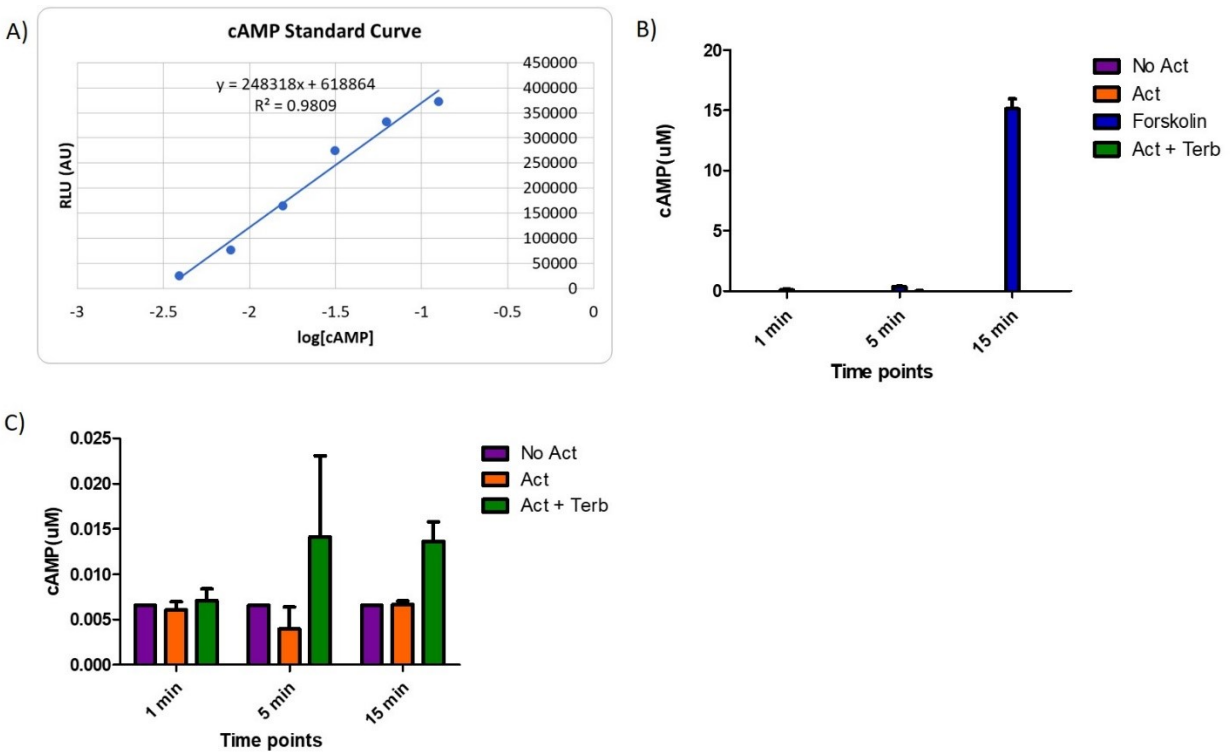 A)
cAMP Standard Curve
y = 248318x + 618864
R² = 0.9809
450000
400000
350000
300000
250000
200000
150000
100000
50000
0
RLU (AU)
-3 -2.5 -2 -1.5 -1 -0.5 0
log[cAMP]
B)
20
15
10
5
0
cAMP(uM)
1 min 5 min 15 min
Time points
No Act
Act
Forskolin
Act + Terb
C)
0.025
0.020
0.015
0.010
0.005
0.000
cAMP(uM)
1 min 5 min 15 min
Time points
No Act
Act
Act + Terb